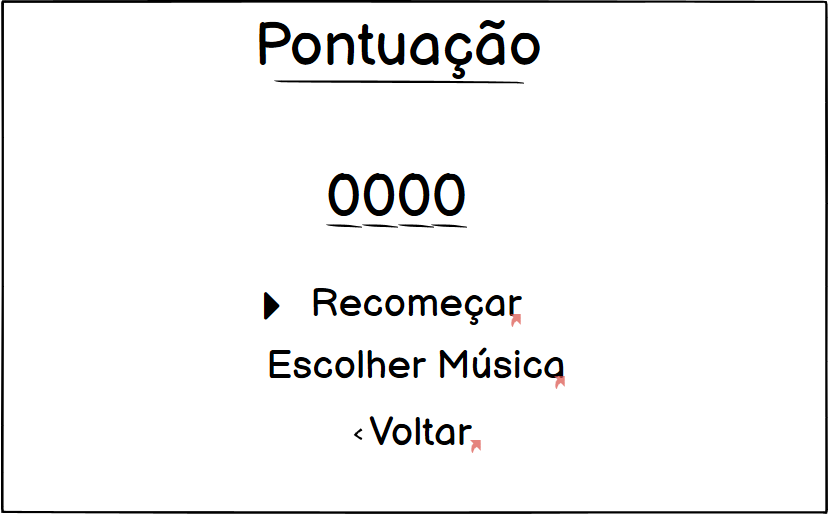 Pontuação
0000
Recomeçar
Escolher Música
<Voltar